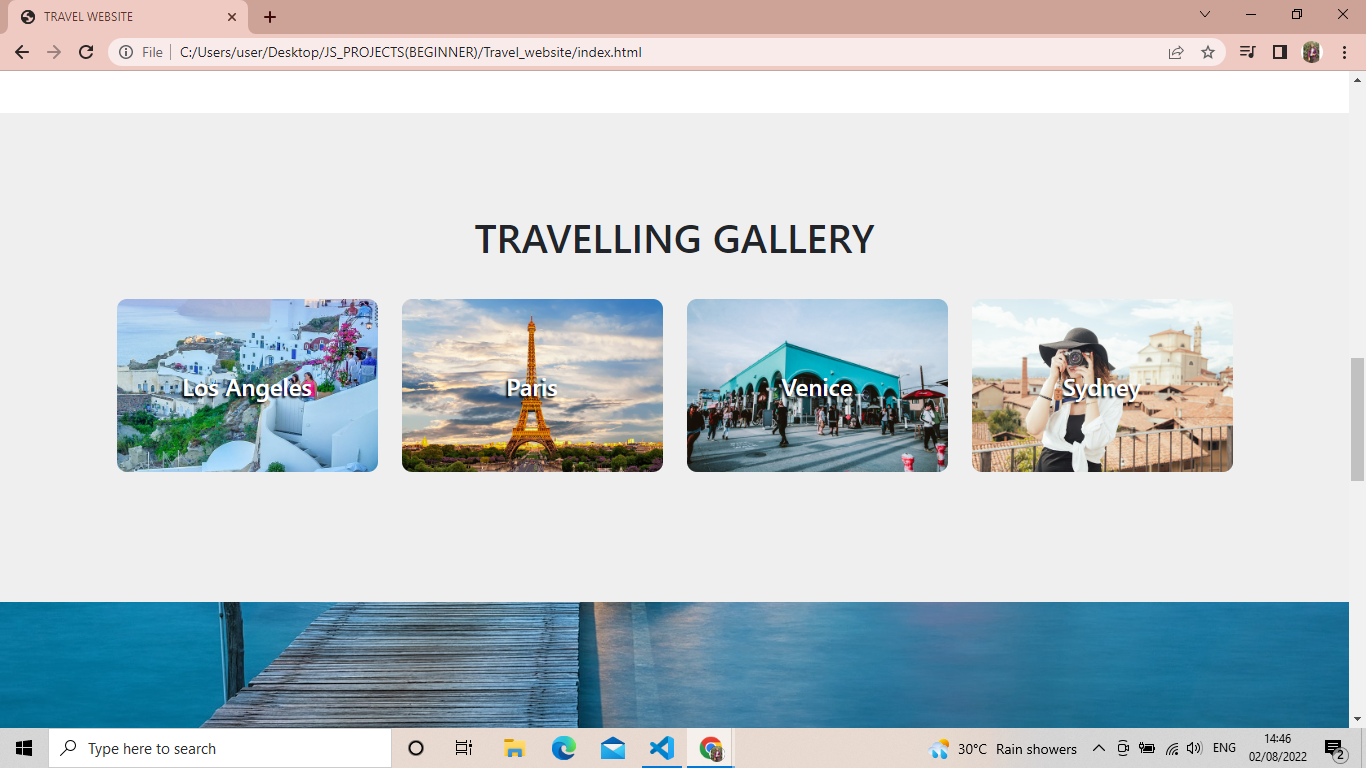 TRAVEL WEBSITE
File
C:/Users/user/Desktop/JS_PROJECTS(BEGINNER)/Travel_website/index.html
TRAVELLING GALLERY
Los Angeles
Paris
Venice
Sydney
Type here to search
30°C Rain showers
ENG
14:46
02/08/2022
2